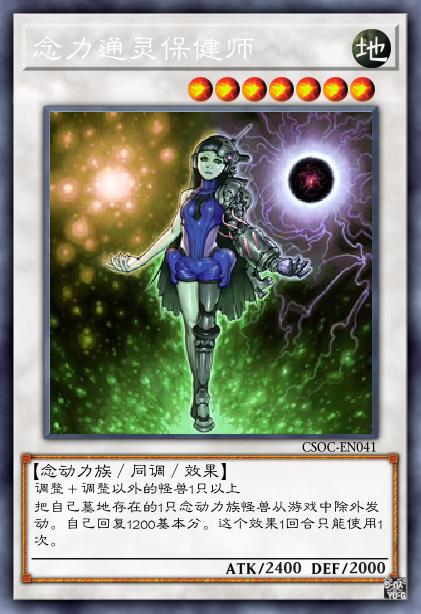 念力通灵保健师
地
CSOC-EN041
【念动力族／同调／效果】
调整＋调整以外的怪兽1只以上
把自己墓地存在的1只念动力族怪兽从游戏中除外发
动。自己回复1200基本分。这个效果1回合只能使用1
次。
ATK/2400 DEF/2000